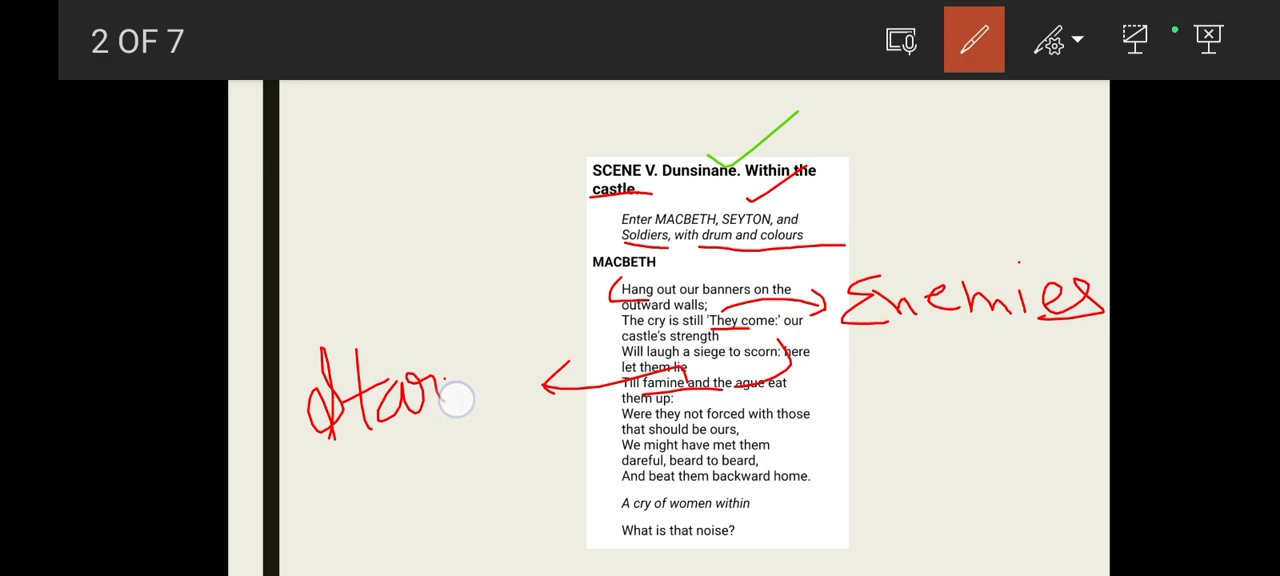 2 OF 7
SCENE V. Dunsinane. Within the
castle.
Enter MACBETH, SEYTON, and
Soldiers, with drum and colours
MACBETH
Hang out our banners on the
outward walls;
The cry is still 'They come:' our
castle's strength
Will laugh a siege to scorn: here
let them lie
Till famine and the ague eat
them up:
Were they not forced with those
that should be ours,
We might have met them
dareful, beard to beard,
And beat them backward home.
A cry of women within
What is that noise?
Enemies
Star